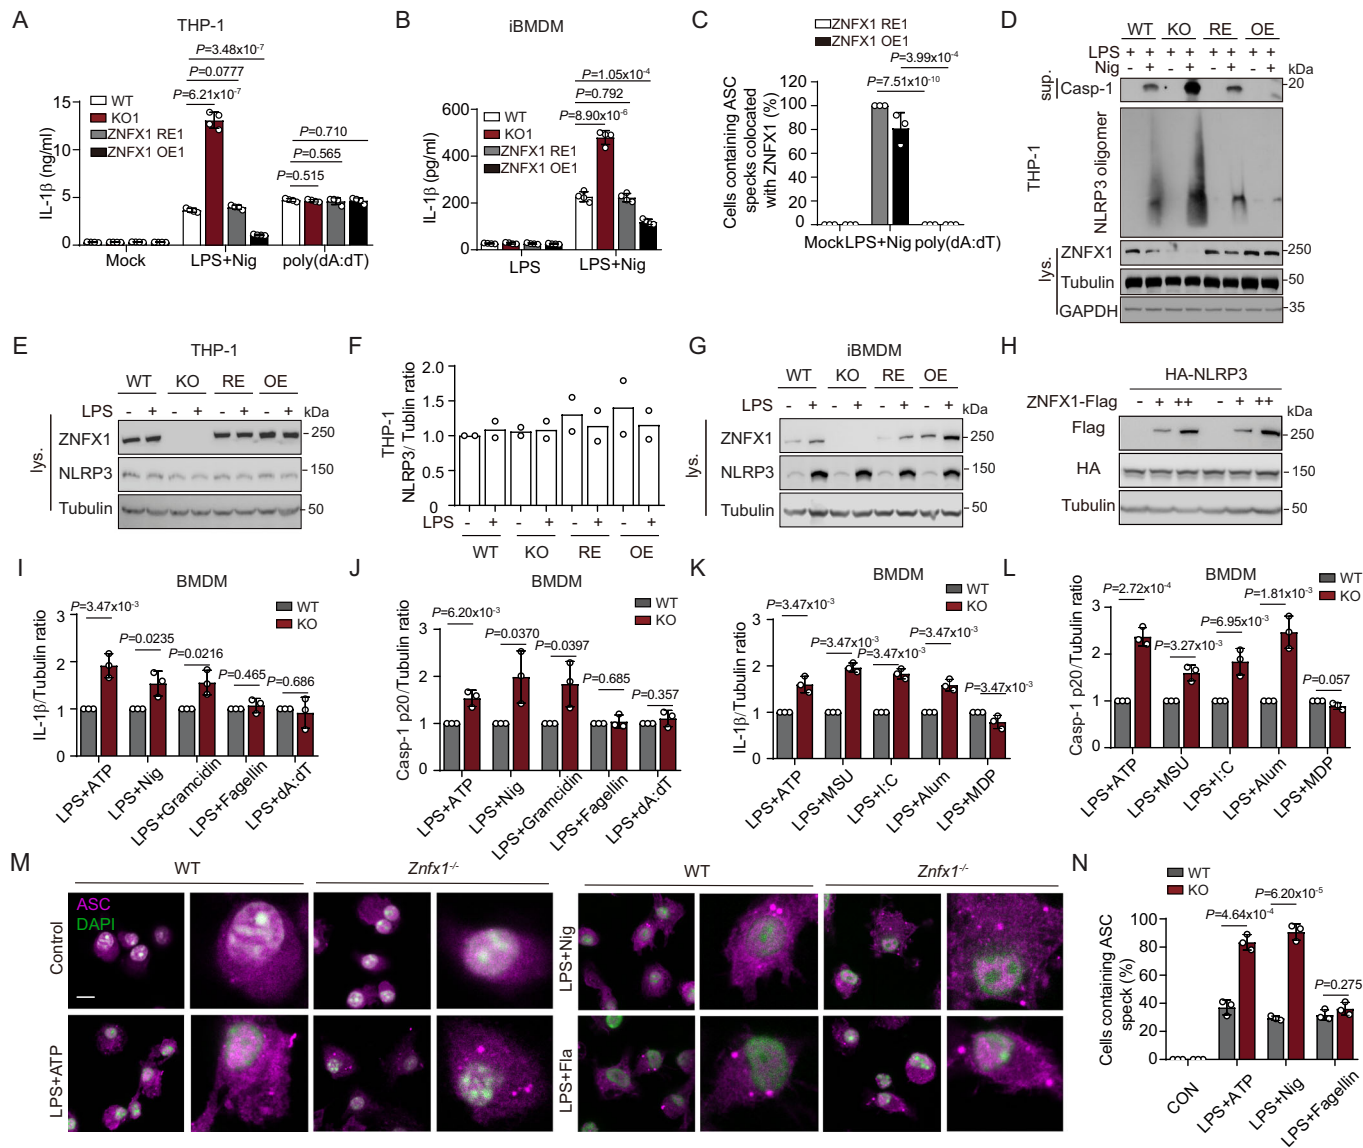 A
THP-1
P=3.48x10-7
P=0.0777
P=6.21x10-7
WT
KO1
ZNFX1 RE1
ZNFX1 OE1
P=0.710
P=0.565
P=0.515
IL-1β (ng/ml)
15
10
5
0
Mock
LPS+Nig
poly(dA:dT)
B
iBMDM
P=1.05x10-4
P=0.792
P=8.90x10-6
WT
KO1
ZNFX1 RE1
ZNFX1 OE1
IL-1β (pg/ml)
600
400
200
0
LPS
LPS+Nig
C
ZNFX1 RE1
ZNFX1 OE1
P=3.99x10-4
P=7.51x10-10
Cells containing ASC
specks colocated
with ZNFX1 (%)
120
100
80
60
40
20
0
Mock LPS+Nig poly(dA:dT)
D
WT KO RE OE
LPS + + + + + + + +
Nig - + - + - + - +
kDa
sup.
Casp-1
20
THP-1
NLRP3 oligomer
lys.
ZNFX1
250
Tubulin
50
GAPDH
35
E
THP-1
WT KO RE OE
LPS - + - + - + - +
kDa
lys.
ZNFX1
250
NLRP3
150
Tubulin
50
F
THP-1
NLRP3/Tublin ratio
2.0
1.5
1.0
0.5
0
LPS - + - + - + - +
WT KO RE OE
G
iBMDM
WT KO RE OE
LPS - + - + - + - +
kDa
lys.
ZNFX1
250
NLRP3
150
Tubulin
50
H
HA-NLRP3
ZNFX1-Flag - + ++ - + ++
kDa
Flag
250
HA
150
Tubulin
50
I
BMDM
WT
KO
P=3.47x10-3
P=0.0235
P=0.0216
P=0.465
P=0.686
IL-1β/Tubulin ratio
3
2
1
0
LPS+ATP
LPS+Nig
LPS+Gramcidin
LPS+Fagellin
LPS+dA:dT
J
BMDM
WT
KO
P=6.20x10-3
P=0.0370
P=0.0397
P=0.685
P=0.357
Casp-1 p20/Tubulin ratio
3
2
1
0
LPS+ATP
LPS+Nig
LPS+Gramcidin
LPS+Fagellin
LPS+dA:dT
K
BMDM
WT
KO
P=3.47x10-3
P=3.47x10-3
P=3.47x10-3
P=3.47x10-3
P=3.47x10-3
IL-1β/Tubulin ratio
3
2
1
0
LPS+ATP
LPS+MSU
LPS+I:C
LPS+Alum
LPS+MDP
L
BMDM
WT
KO
P=2.72x10-4
P=3.27x10-3
P=6.95x10-3
P=1.81x10-3
P=0.057
Casp-1 p20/Tubulin ratio
3
2
1
0
LPS+ATP
LPS+MSU
LPS+I:C
LPS+Alum
LPS+MDP
M
WT
Znfx1-/-
WT
Znfx1-/-
ASC
DAPI
Control
LPS+ATP
LPS+Nig
LPS+Fla
N
WT
KO
P=6.20x10-5
P=4.64x10-4
P=0.275
Cells containing ASC
speck (%)
100
80
60
40
20
0
CON
LPS+ATP
LPS+Nig
LPS+Fagellin